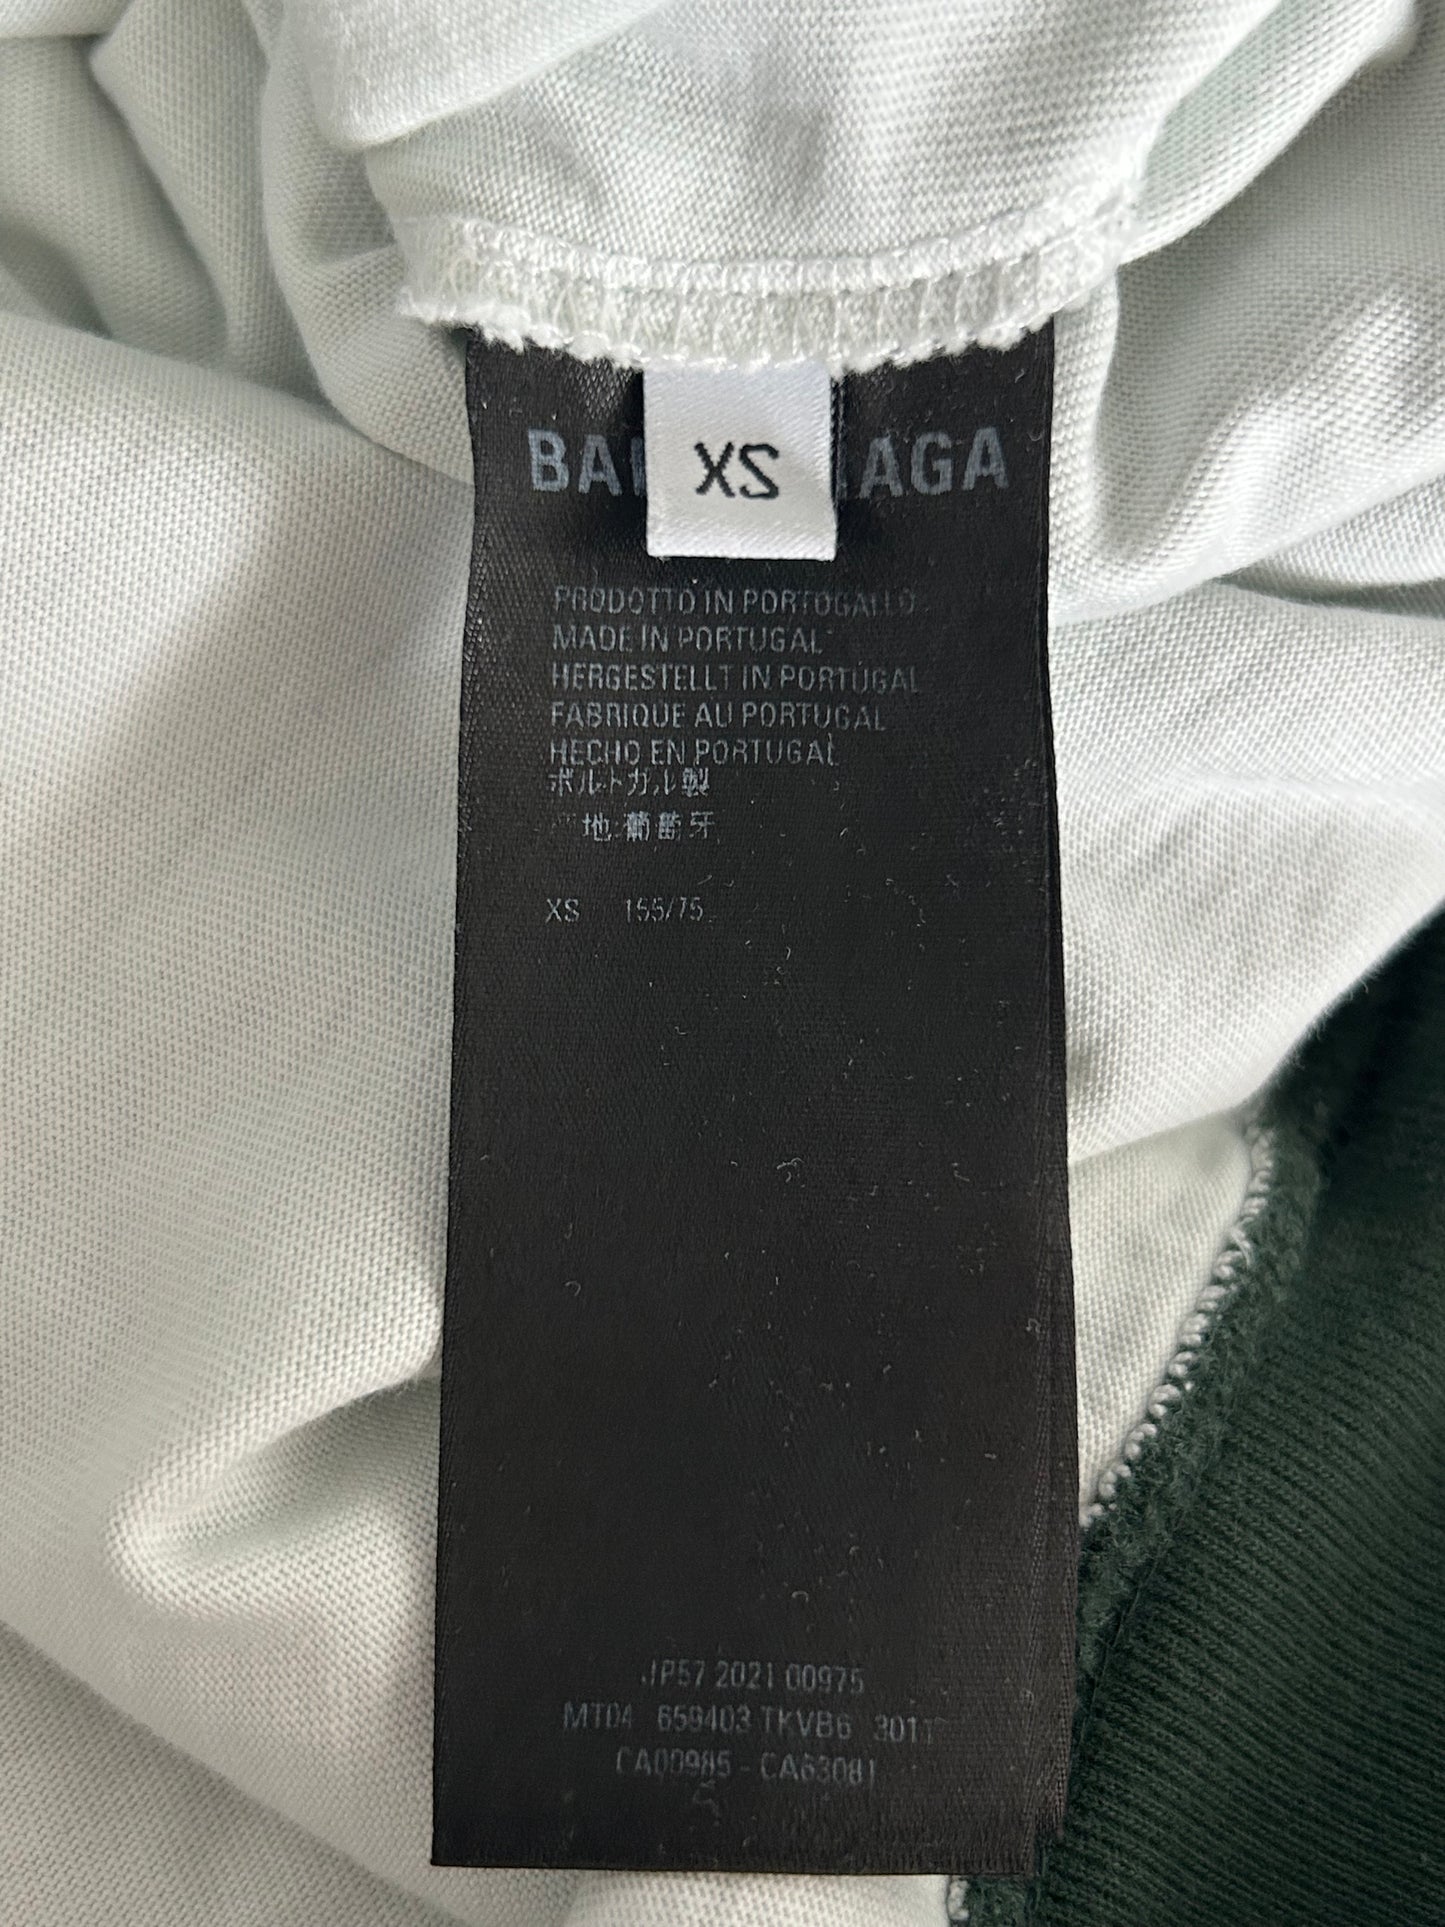 XS
PRODOTTO IN PORTOGALLO
MADE IN PORTUGAL
HERGESTELLT IN PORTUGAL
FABRIQUE AU PORTUGAL
HECHO EN PORTUGAL
ポルトガル製
地:葡萄牙
XS 155/75
JP57 2021 00975
MT04 659403 TKVB6 3011
CA00985 - CA63081